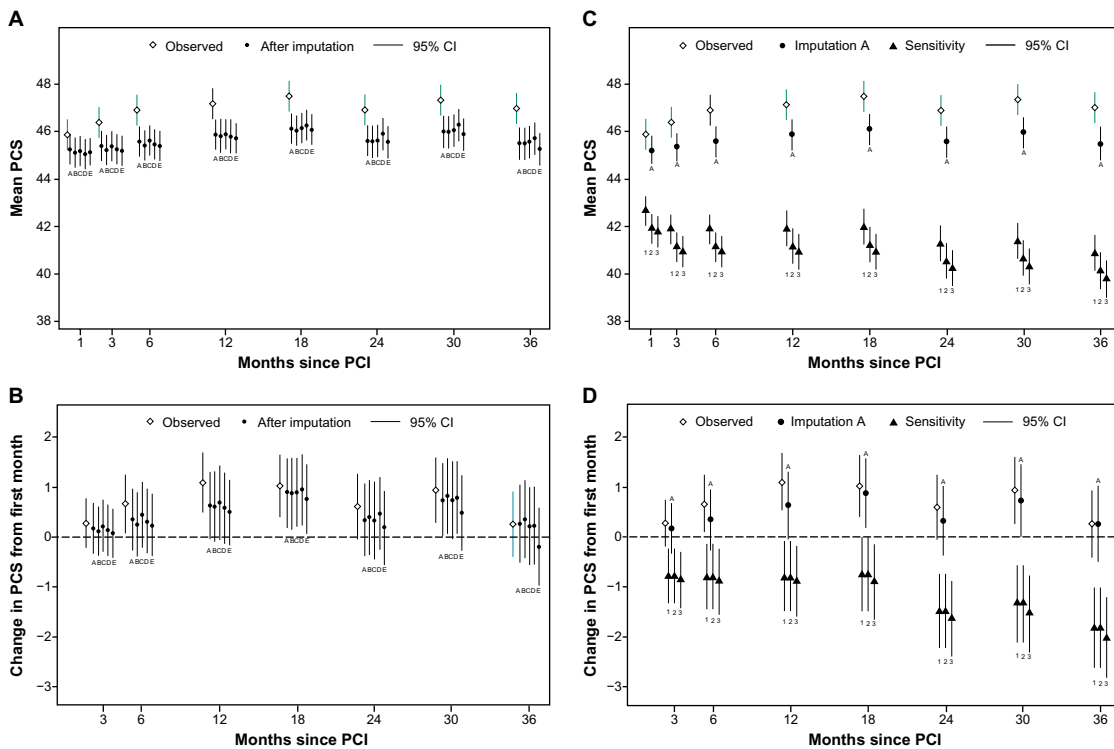 A
Observed After imputation 95% CI
Mean PCS
48
46
44
42
40
38
ABCDE ABCDE ABCDE ABCDE ABCDE ABCDE ABCDE ABCDE
1 3 6 12 18 24 30 36
Months since PCI
C
Observed Imputation A Sensitivity 95% CI
Mean PCS
48
46
44
42
40
38
A A A A A A A A
1 2 3 1 2 3 1 2 3 1 2 3 1 2 3 1 2 3 1 2 3 1 2 3
1 3 6 12 18 24 30 36
Months since PCI
B
Observed After imputation 95% CI
Change in PCS from first month
2
1
0
−1
−2
−3
ABCDE ABCDE ABCDE ABCDE ABCDE ABCDE ABCDE
3 6 12 18 24 30 36
Months since PCI
D
Observed Imputation A Sensitivity 95% CI
Change in PCS from first month
2
1
0
−1
−2
−3
A A A A A A A
1 2 3 1 2 3 1 2 3 1 2 3 1 2 3 1 2 3 1 2 3
3 6 12 18 24 30 36
Months since PCI